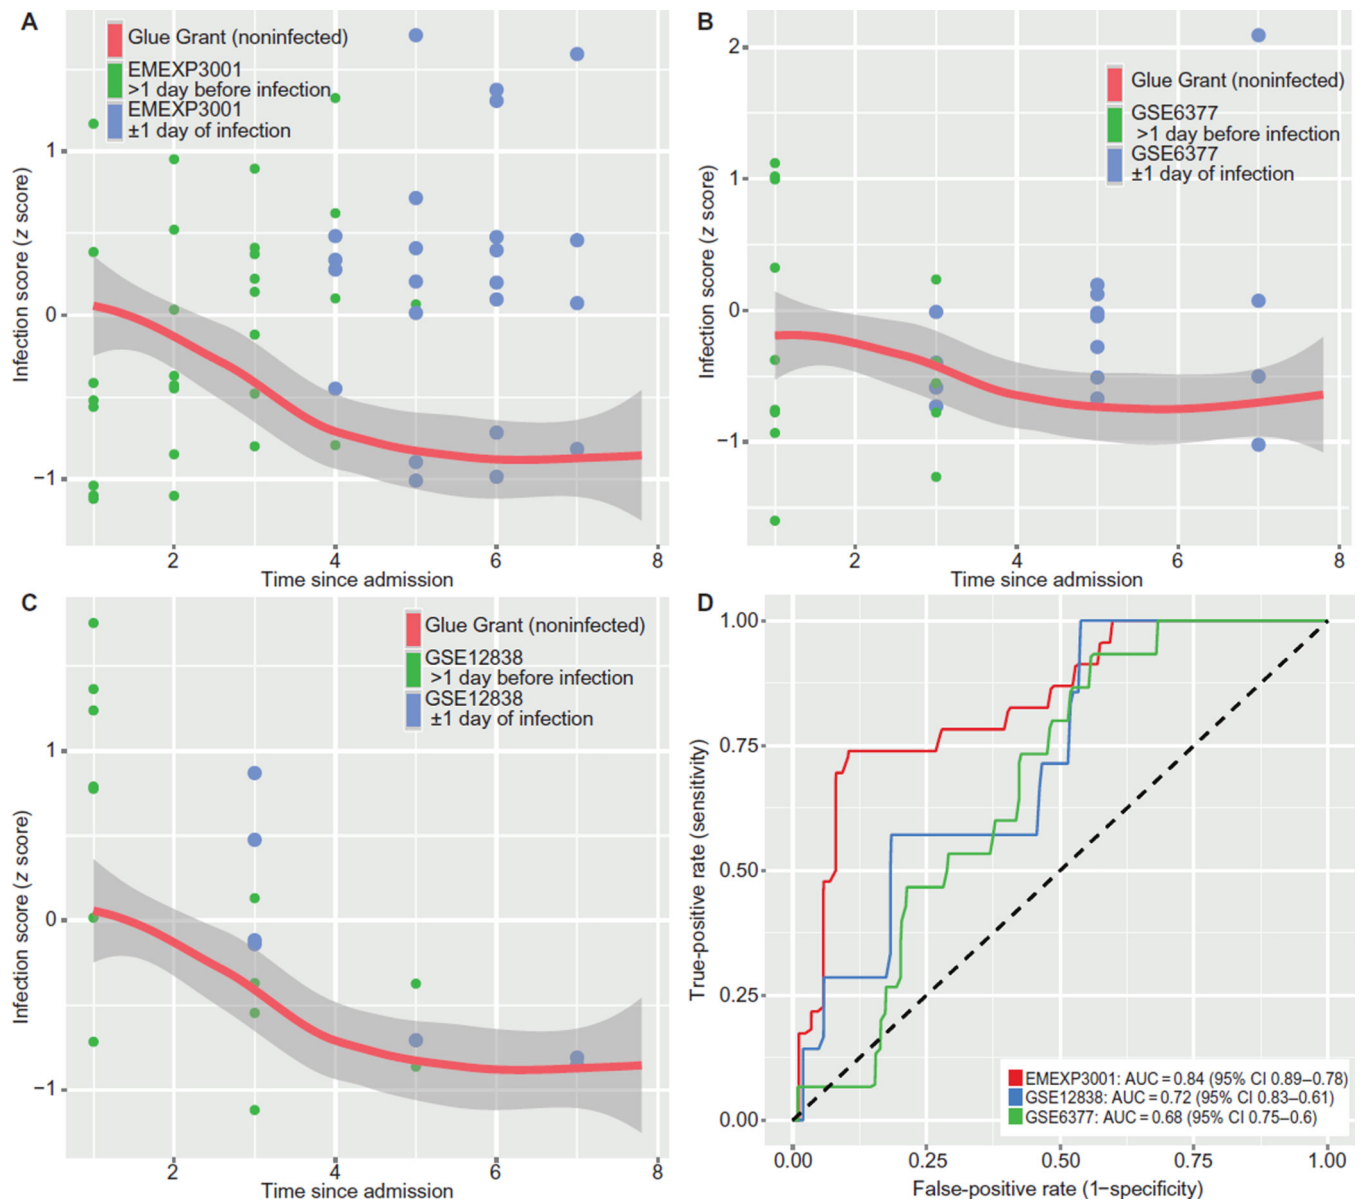 A
Glue Grant (noninfected)
EMEXP3001
>1 day before infection
EMEXP3001
±1 day of infection
1
0
−1
Infection score (z score)
2
4
6
8
Time since admission
B
Glue Grant (noninfected)
GSE6377
>1 day before infection
GSE6377
±1 day of infection
2
1
0
−1
Infection score (z score)
2
4
6
8
Time since admission
C
Glue Grant (noninfected)
GSE12838
>1 day before infection
GSE12838
±1 day of infection
1
0
−1
Infection score (z score)
2
4
6
8
Time since admission
D
1.00
0.75
0.50
0.25
0.00
True-positive rate (sensitivity)
EMEXP3001: AUC = 0.84 (95% CI 0.89–0.78)
GSE12838: AUC = 0.72 (95% CI 0.83–0.61)
GSE6377: AUC = 0.68 (95% CI 0.75–0.6)
0.00
0.25
0.50
0.75
1.00
False-positive rate (1−specificity)